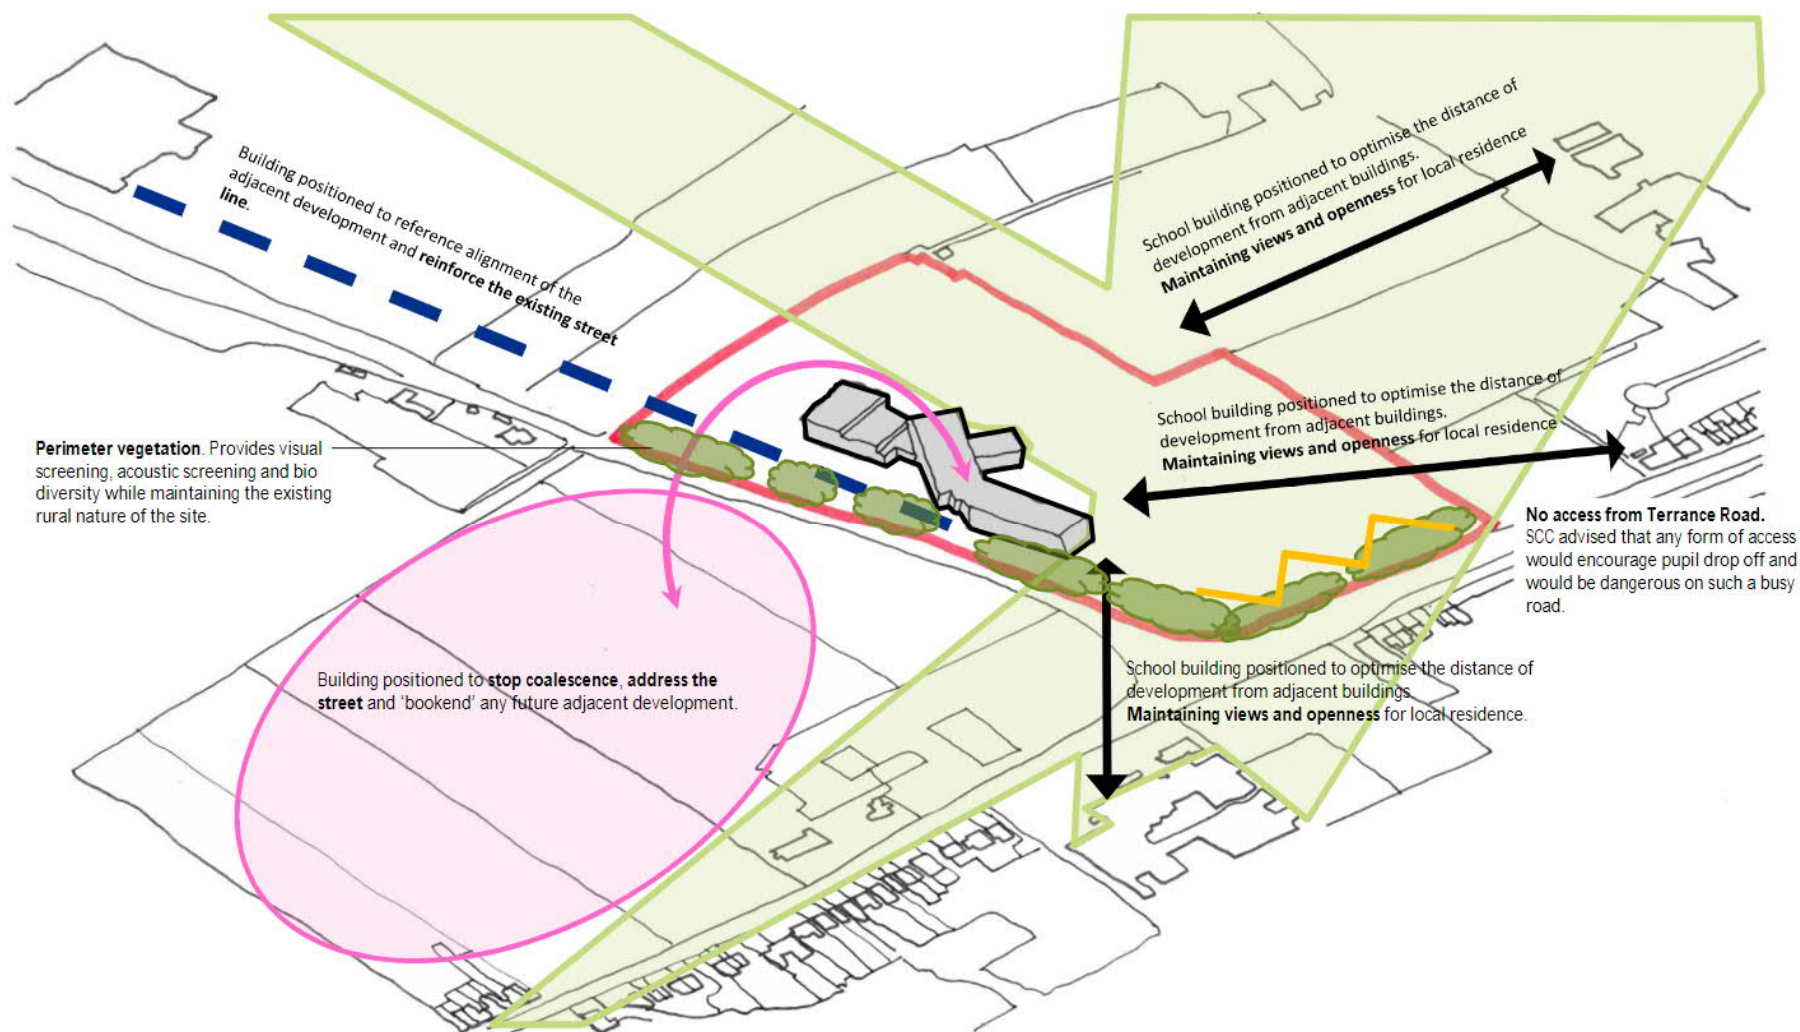 Building positioned to reference alignment of the
adjacent development and reinforce the existing street
line.
School building positioned to optimise the distance of
development from adjacent buildings.
Maintaining views and openness for local residence
School building positioned to optimise the distance of
development from adjacent buildings.
Maintaining views and openness for local residence
Perimeter vegetation. Provides visual
screening, acoustic screening and bio
diversity while maintaining the existing
rural nature of the site.
No access from Terrance Road.
SCC advised that any form of access
would encourage pupil drop off and
would be dangerous on such a busy
road.
Building positioned to stop coalescence, address the
street and ‘bookend’ any future adjacent development.
School building positioned to optimise the distance of
development from adjacent buildings.
Maintaining views and openness for local residence.